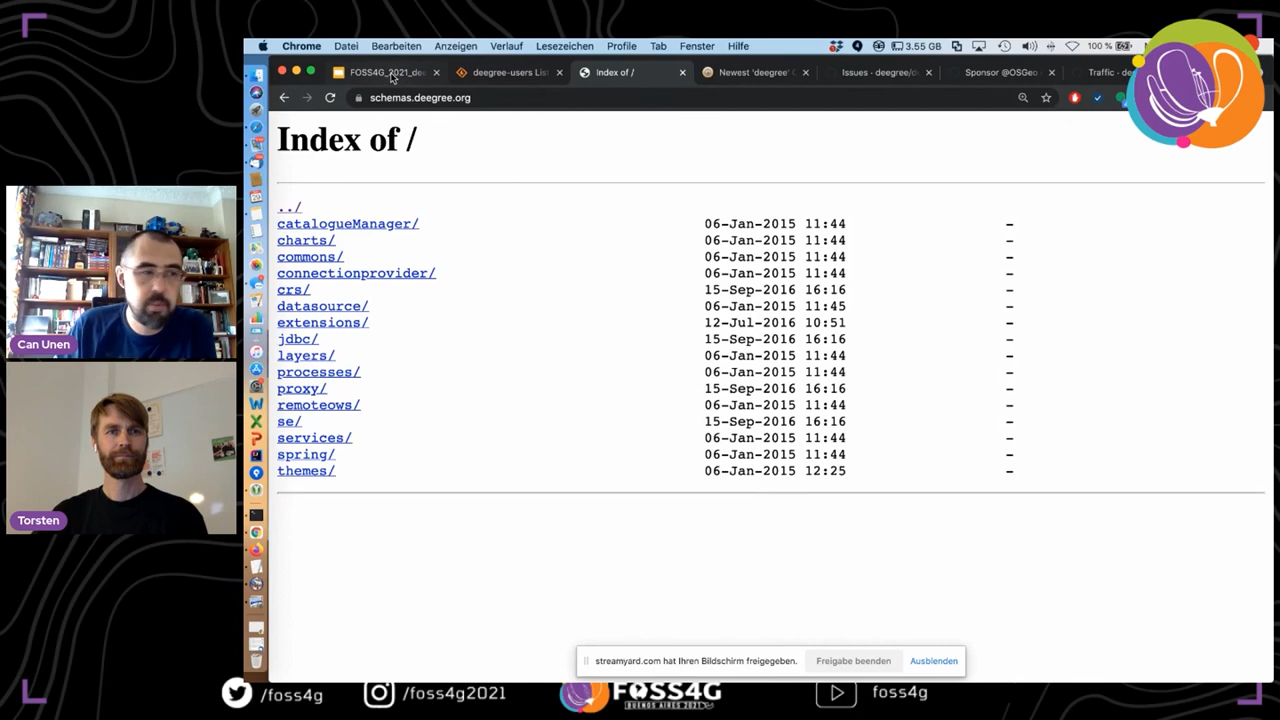 Chrome Datei Bearbeiten Anzeigen Verlauf Lesezeichen Profile Tab Fenster Hilfe 3.55 GB 100 %
FOSS4G_2021_dee deegree-users List Index of / Newest 'deegree' Issues · deegree/d Sponsor @OSGeo Traffic · de
schemas.deegree.org
Index of /
../
catalogueManager/ 06-Jan-2015 11:44 -
charts/ 06-Jan-2015 11:44 -
commons/ 06-Jan-2015 11:44 -
connectionprovider/ 06-Jan-2015 11:44 -
crs/ 15-Sep-2016 16:16 -
datasource/ 06-Jan-2015 11:45 -
extensions/ 12-Jul-2016 10:51 -
jdbc/ 15-Sep-2016 16:16 -
layers/ 06-Jan-2015 11:44 -
processes/ 06-Jan-2015 11:44 -
proxy/ 15-Sep-2016 16:16 -
remoteows/ 06-Jan-2015 11:44 -
se/ 15-Sep-2016 16:16 -
services/ 06-Jan-2015 11:44 -
spring/ 06-Jan-2015 11:44 -
themes/ 06-Jan-2015 12:25 -
Can Unen
Torsten
streamyard.com hat Ihren Bildschirm freigegeben. Freigabe beenden Ausblenden
/foss4g /foss4g2021 FOSS4G foss4g
BUENOS AIRES 2021